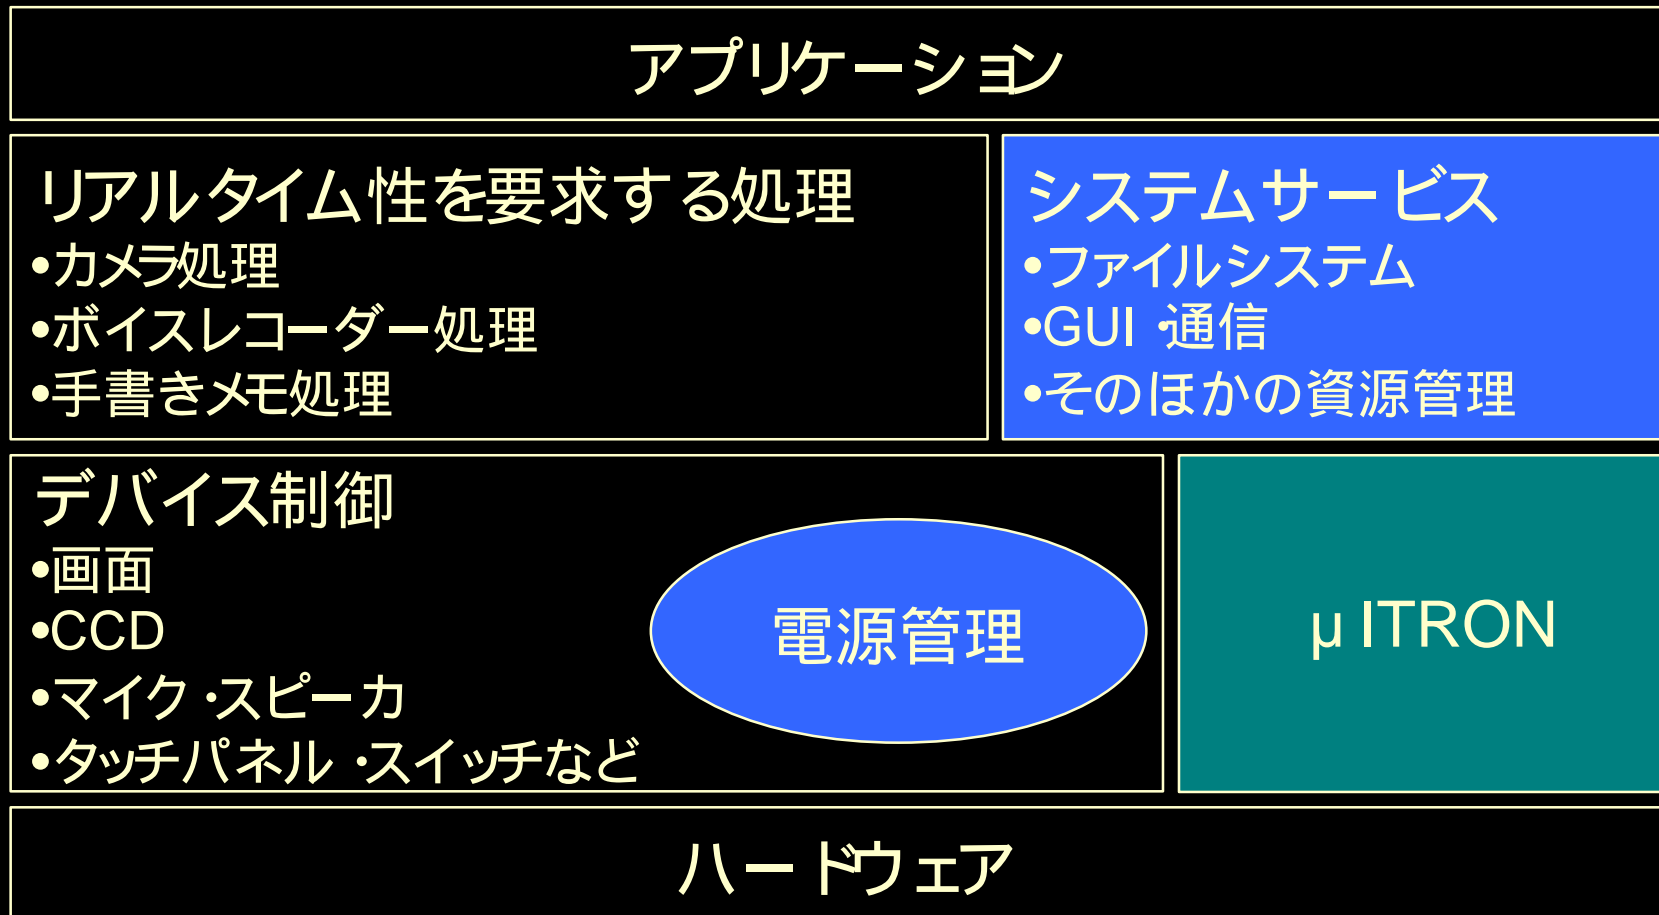 アプリケーション
リアルタイム性を要求する処理
•カメラ処理
•ボイスレコーダー処理
•手書きメモ処理
システムサービス
•ファイルシステム
•GUI・通信
•そのほかの資源管理
デバイス制御
•画面
•CCD
•マイク・スピーカ
•タッチパネル・スイッチなど
電源管理
μITRON
ハードウェア